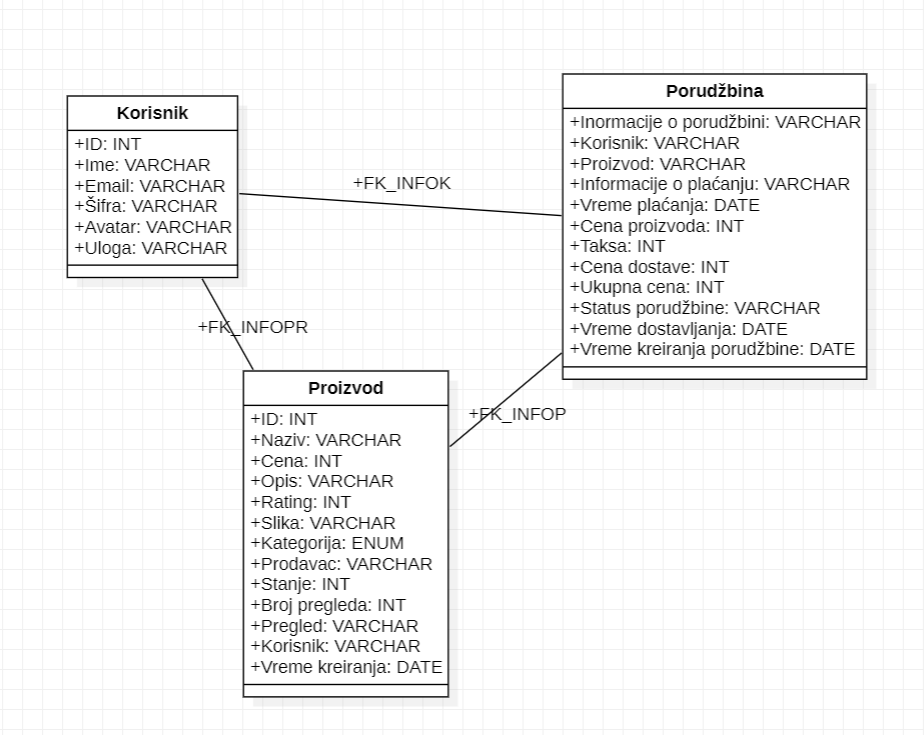 Korisnik
+ID: INT
+Ime: VARCHAR
+Email: VARCHAR
+Šifra: VARCHAR
+Avatar: VARCHAR
+Uloga: VARCHAR
+FK_INFOK
Porudžbina
+Inormacije o porudžbini: VARCHAR
+Korisnik: VARCHAR
+Proizvod: VARCHAR
+Informacije o plaćanju: VARCHAR
+Vreme plaćanja: DATE
+Cena proizvoda: INT
+Taksa: INT
+Cena dostave: INT
+Ukupna cena: INT
+Status porudžbine: VARCHAR
+Vreme dostavljanja: DATE
+Vreme kreiranja porudžbine: DATE
+FK_INFOPR
+FK_INFOP
Proizvod
+ID: INT
+Naziv: VARCHAR
+Cena: INT
+Opis: VARCHAR
+Rating: INT
+Slika: VARCHAR
+Kategorija: ENUM
+Prodavac: VARCHAR
+Stanje: INT
+Broj pregleda: INT
+Pregled: VARCHAR
+Korisnik: VARCHAR
+Vreme kreiranja: DATE